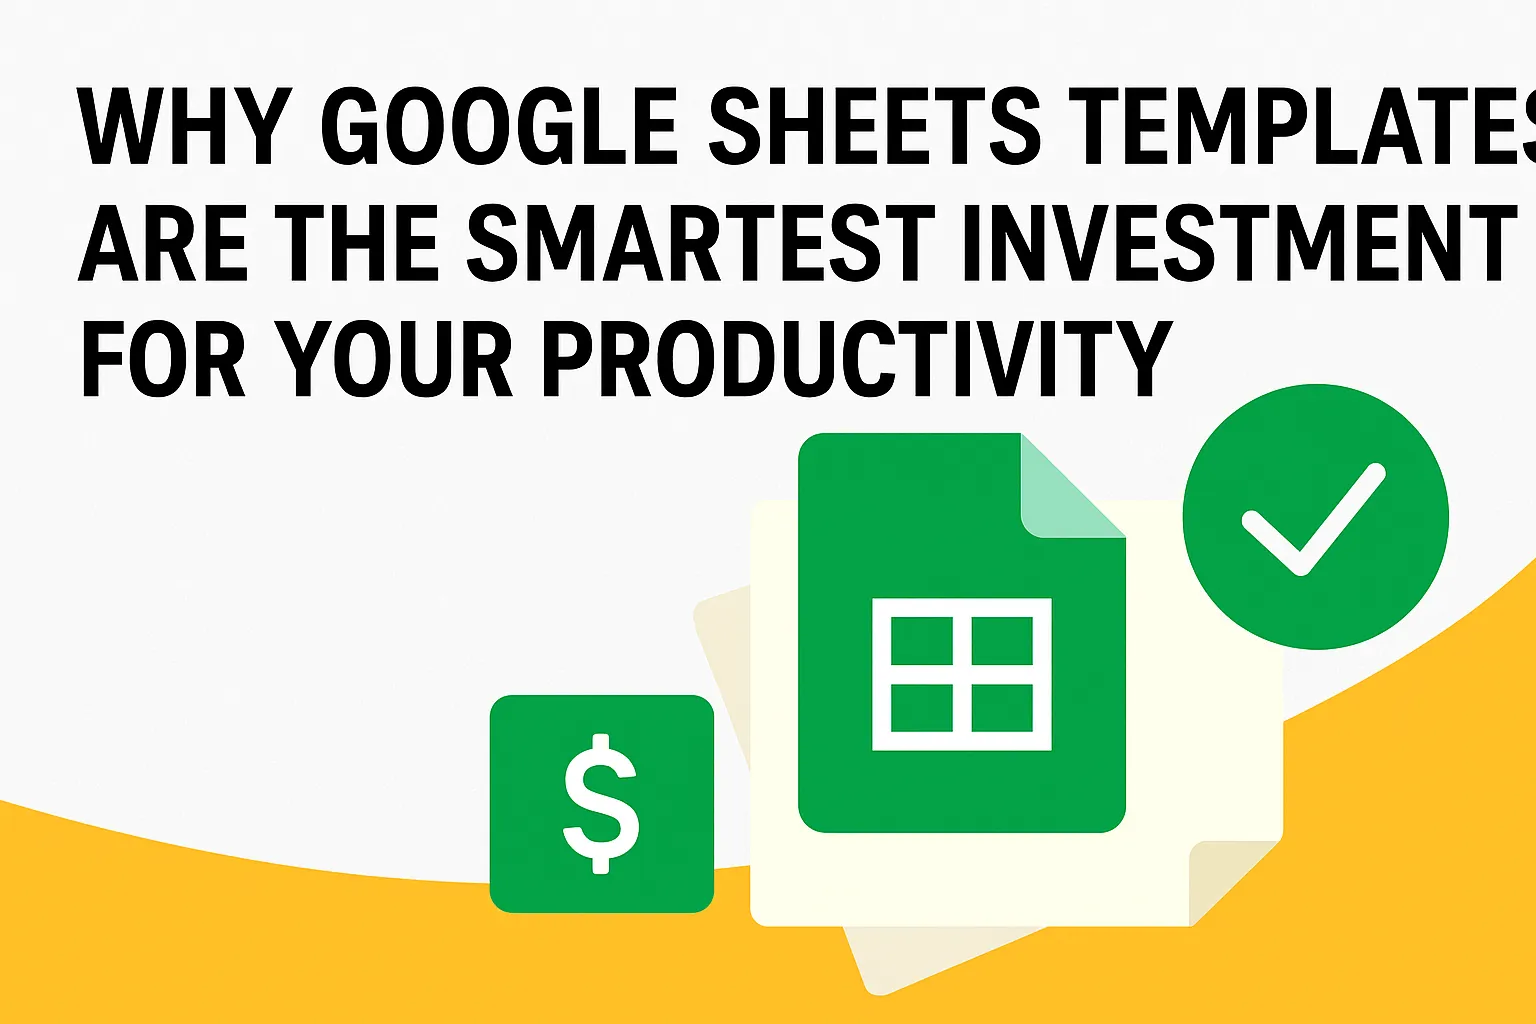 WHY GOOGLE SHEETS TEMPLATES
ARE THE SMARTEST INVESTMENT
FOR YOUR PRODUCTIVITY
$